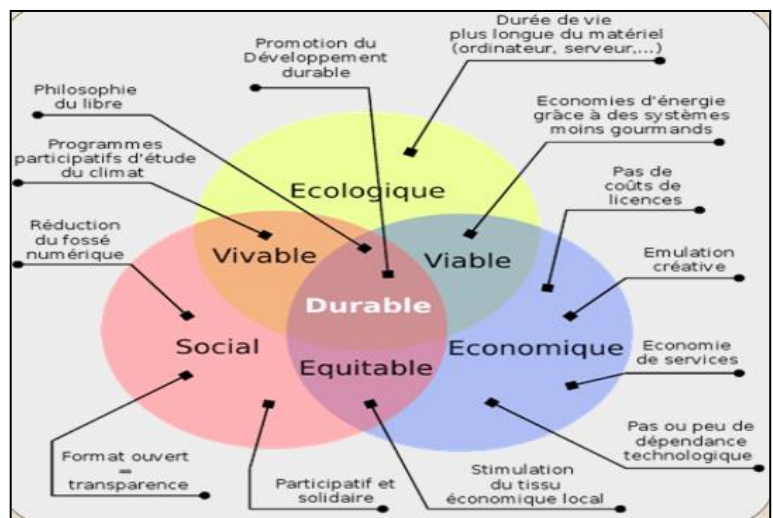 Durée de vie
plus longue du matériel
(ordinateur, serveur,...)
Promotion du
Développement
durable
Philosophie
du libre
Economies d'énergie
grâce à des systèmes
moins gourmands
Programmes
participatifs d'étude
du climat
Pas de
coûts de
licences
Ecologique
Réduction
du fossé
numérique
Vivable
Viable
Emulation
créative
Durable
Social
Economique
Economie
de services
Equitable
Pas ou peu de
dépendance
technologique
Format ouvert
=
transparence
Participatif et
solidaire
Stimulation
du tissu
économique local